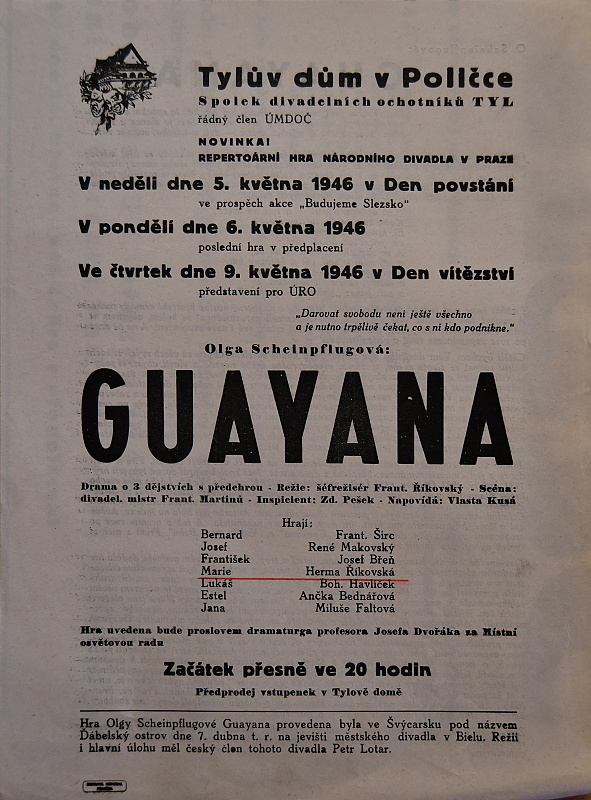 Tylův dům v Poličce
Spolek divadelních ochotníků TYL
řádný člen ÚMDOČ
NOVINKA!
REPERTOÁRNÍ HRA NÁRODNÍHO DIVADLA V PRAZE
V neděli dne 5. května 1946 v Den povstání
ve prospěch akce „Budujeme Slezsko"
V pondělí dne 6. května 1946
poslední hra v předplacení
Ve čtvrtek dne 9. května 1946 v Den vítězství
představení pro ÚRO
„Darovat svobodu není ještě všechno
a je nutno trpělivě čekat, co s ní kdo podnikne."
Olga Scheinpflugová:
GUAYANA
Drama o 3 dějstvích s předehrou - Režie: šéfrežisér Frant. Říkovský - Scéna:
divadel. mistr Frant. Martinů - Inspicient: Zd. Pešek - Napovídá: Vlasta Kusá
Hrají:
Bernard Frant. Širc
Josef René Makovský
František Josef Břeň
Marie Herma Říkovská
Lukáš Boh. Havlíček
Estel Ančka Bednářová
Jana Miluše Faltová
Hra uvedena bude proslovem dramaturga profesora Josefa Dvořáka za Místní
osvětovou radu
Začátek přesně ve 20 hodin
Předprodej vstupenek v Tylově domě
Hra Olgy Scheinpflugové Guayana provedena byla ve Švýcarsku pod názvem
Ďábelský ostrov dne 7. dubna t. r. na jevišti městského divadla v Bielu. Režii
i hlavní úlohu měl český člen tohoto divadla Petr Lotar.